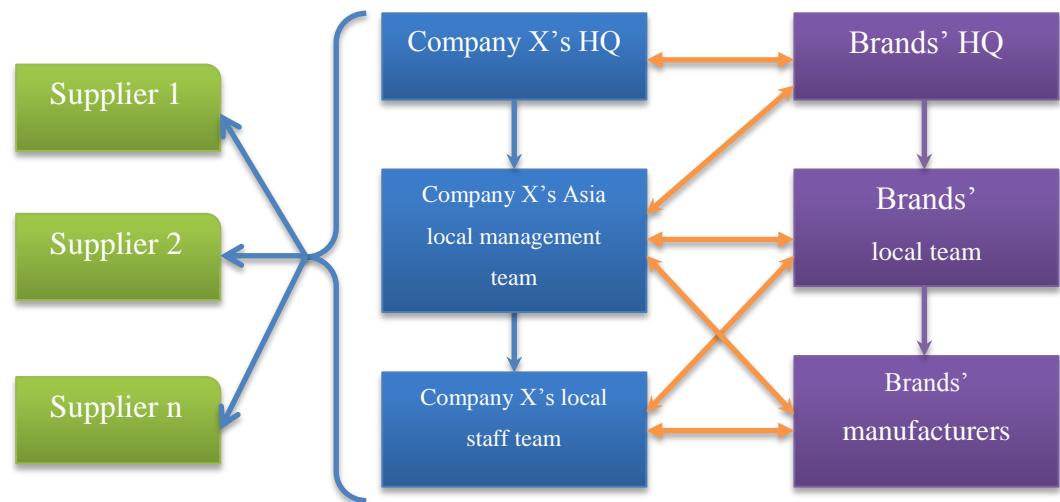 Supplier 1
Supplier 2
Supplier n
Company X’s HQ
Company X’s Asia
local management
team
Company X’s local
staff team
Brands’ HQ
Brands’
local team
Brands’
manufacturers